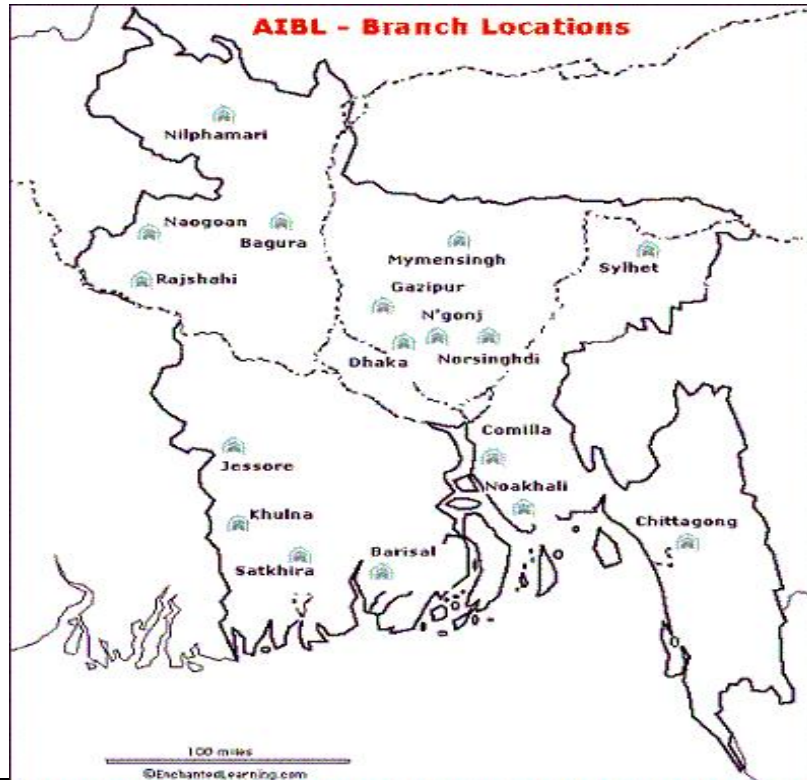 AIBL - Branch Locations
Nilphamari
Naogoan
Bagura
Mymensingh
Sylhet
Rajshahi
Gazipur
N'gonj
Dhaka
Norsinghdi
Comilla
Jessore
Noakhali
Khulna
Chittagong
Satkhira
Barisal
100 miles
©EnchantedLearning.com